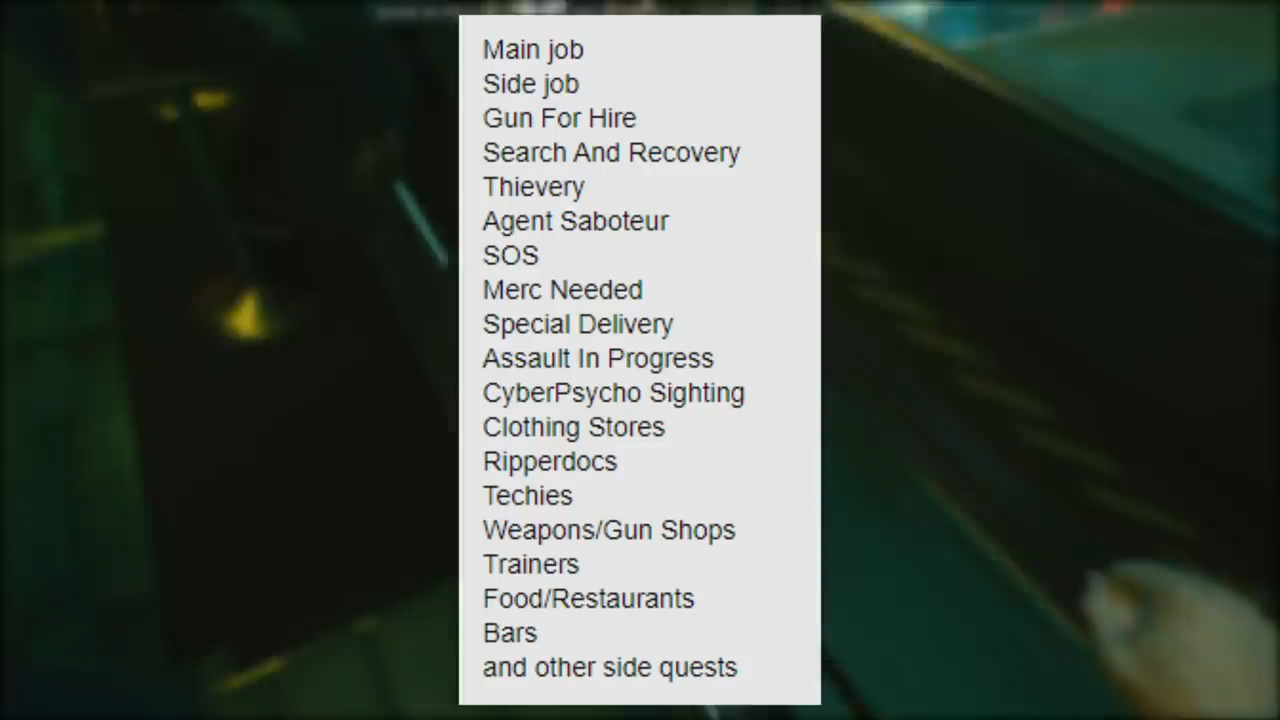 Main job
Side job
Gun For Hire
Search And Recovery
Thievery
Agent Saboteur
SOS
Merc Needed
Special Delivery
Assault In Progress
CyberPsycho Sighting
Clothing Stores
Ripperdocs
Techies
Weapons/Gun Shops
Trainers
Food/Restaurants
Bars
and other side quests